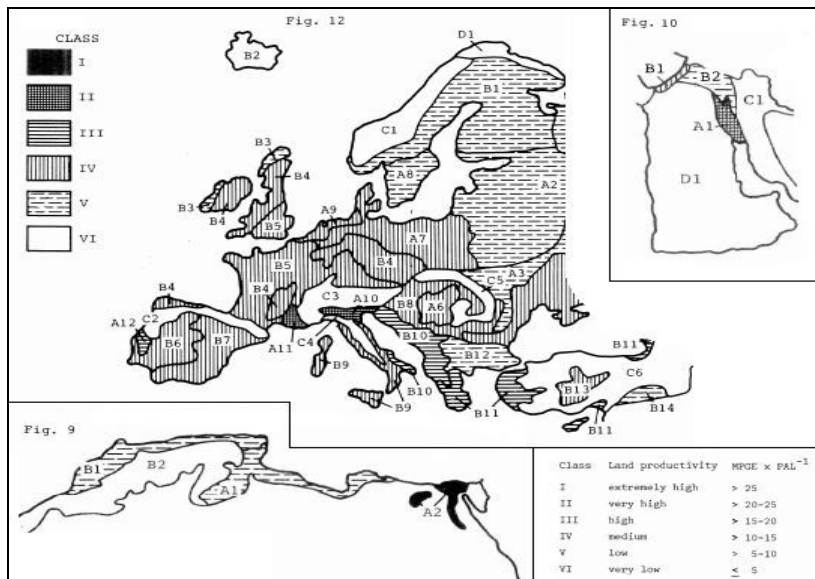 Fig. 12
CLASS
I
II
III
IV
V
VI
B2
D1
B1
C1
A8
A2
B3
B4
B3
B4
B5
A9
A7
B5
B4
B4
C3
A10
B8
A6
C5
A3
B4
C2
A12
B6
B7
A11
C4
B10
B12
B9
B10
B9
B9
B11
B11
C6
B13
B14
B11
Fig. 10
B1
B2
C1
A1
D1
Fig. 9
B1
B2
A1
A2
Class Land productivity MPGE x PAL-1
I extremely high > 25
II very high > 20-25
III high > 15-20
IV medium > 10-15
V low > 5-10
VI very low ≤ 5